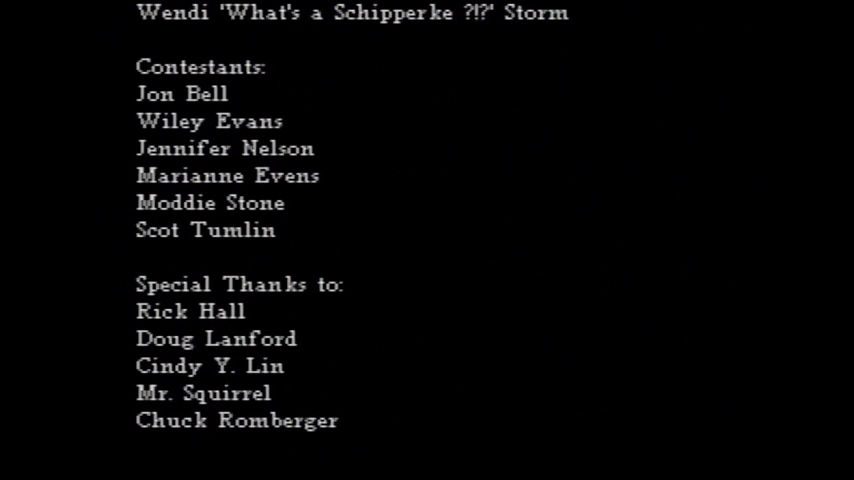 Wendi 'What's a Schipperke ?!?' Storm
Contestants:
Jon Bell
Wiley Evans
Jennifer Nelson
Marianne Evens
Moddie Stone
Scot Tumlin
Special Thanks to:
Rick Hall
Doug Lanford
Cindy Y. Lin
Mr. Squirrel
Chuck Romberger